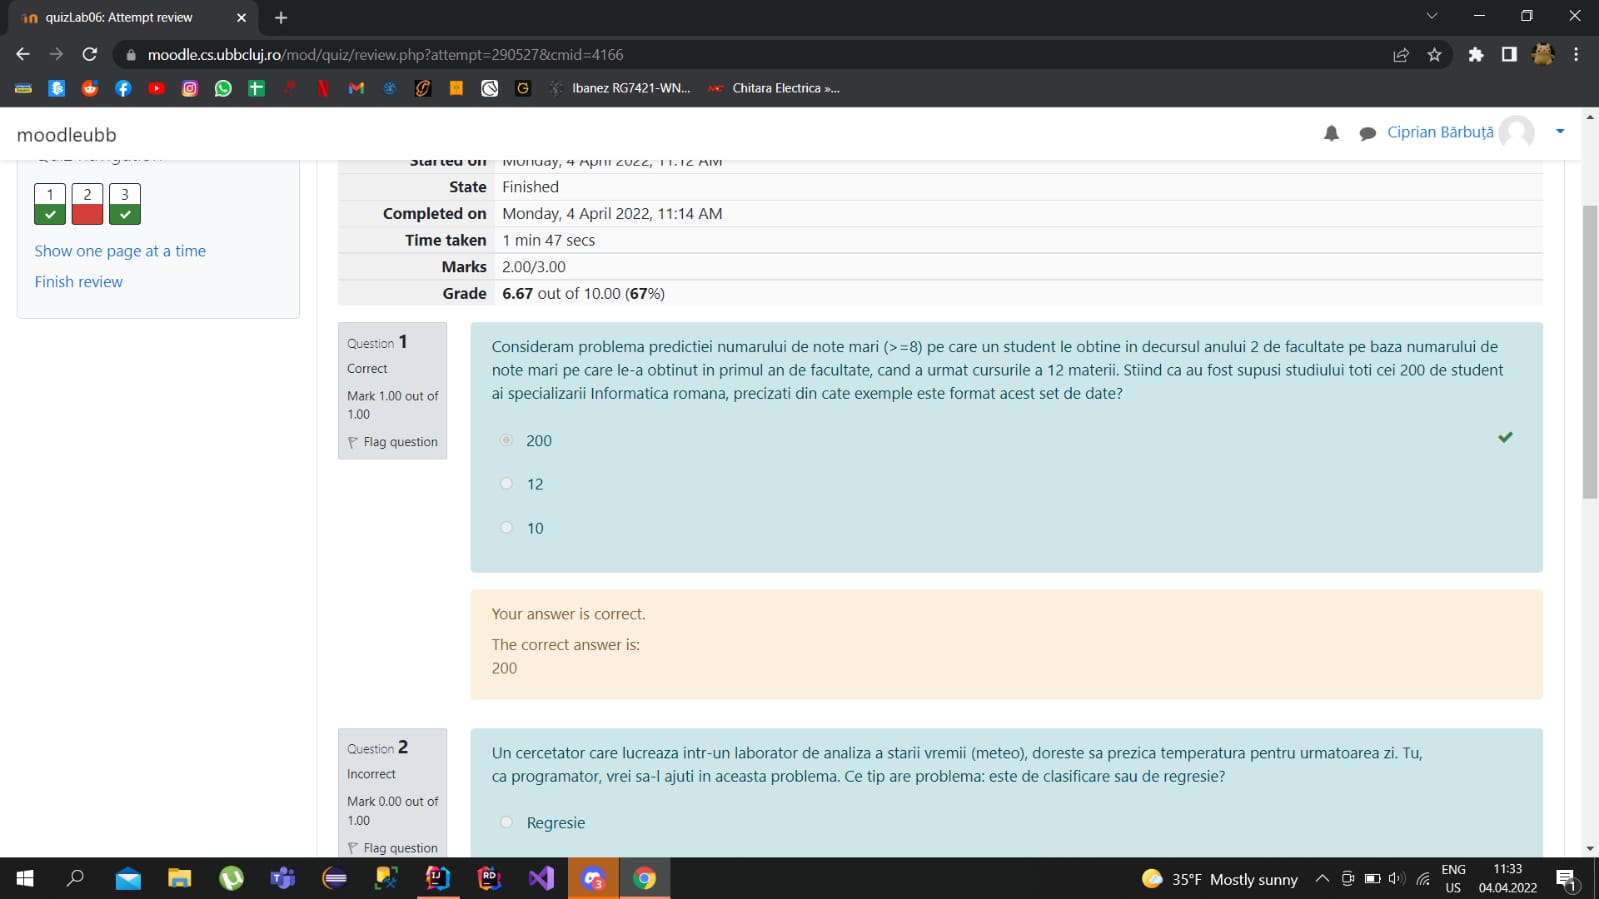 quizLab06: Attempt review
moodle.cs.ubbcluj.ro/mod/quiz/review.php?attempt=290527&cmid=4166
Ibanez RG7421-WN...
Chitara Electrica »...
moodleubb
Ciprian Bărbuță
1
2
3
Show one page at a time
Finish review
Started on Monday, 4 April 2022, 11:12 AM
State Finished
Completed on Monday, 4 April 2022, 11:14 AM
Time taken 1 min 47 secs
Marks 2.00/3.00
Grade 6.67 out of 10.00 (67%)
Question 1
Correct
Mark 1.00 out of
1.00
Flag question
Consideram problema predictiei numarului de note mari (>=8) pe care un student le obtine in decursul anului 2 de facultate pe baza numarului de
note mari pe care le-a obtinut in primul an de facultate, cand a urmat cursurile a 12 materii. Stiind ca au fost supusi studiului toti cei 200 de student
ai specializarii Informatica romana, precizati din cate exemple este format acest set de date?
200
12
10
Your answer is correct.
The correct answer is:
200
Question 2
Incorrect
Mark 0.00 out of
1.00
Flag question
Un cercetator care lucreaza intr-un laborator de analiza a starii vremii (meteo), doreste sa prezica temperatura pentru urmatoarea zi. Tu,
ca programator, vrei sa-l ajuti in aceasta problema. Ce tip are problema: este de clasificare sau de regresie?
Regresie
35°F Mostly sunny
ENG
US
11:33
04.04.2022
3
1